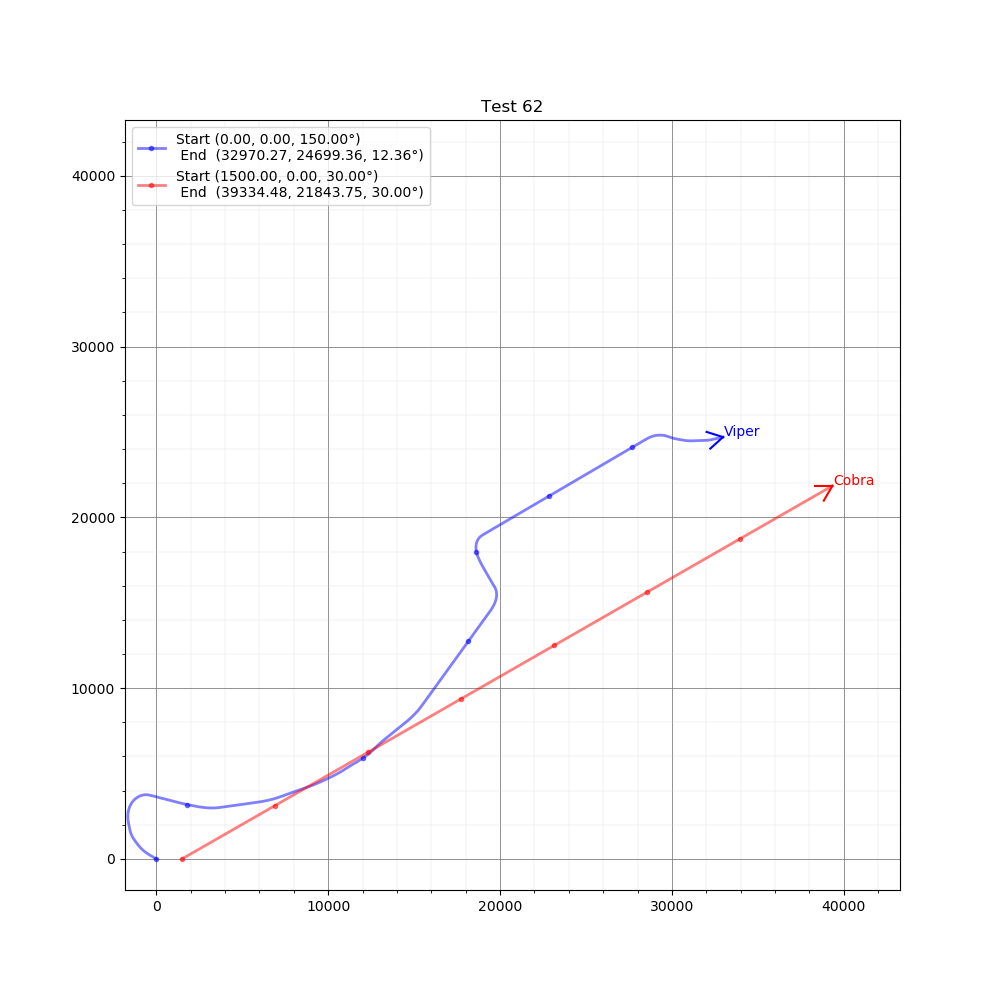 Test 62
Start (0.00, 0.00, 150.00°)
End  (32970.27, 24699.36, 12.36°)
Start (1500.00, 0.00, 30.00°)
End  (39334.48, 21843.75, 30.00°)
40000
30000
Viper
Cobra
20000
10000
0
0 10000 20000 30000 40000